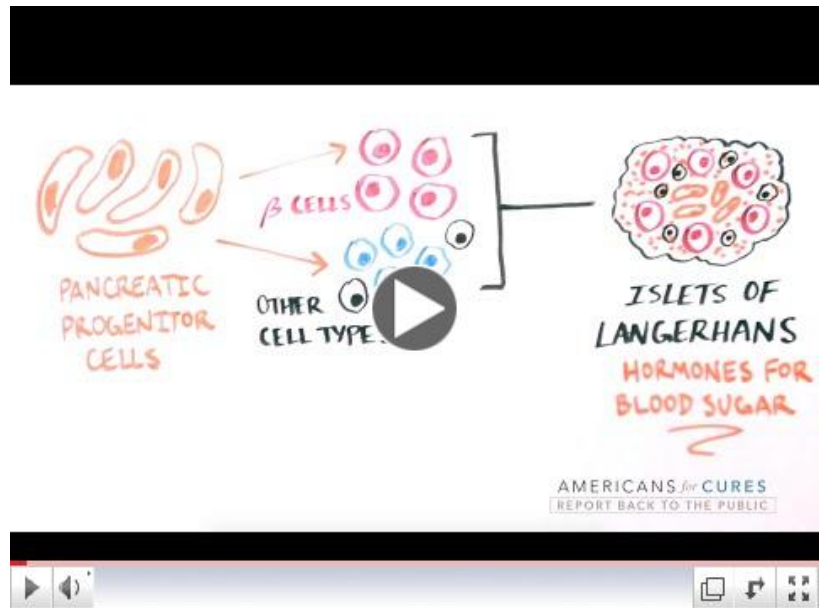 PANCREATIC
PROGENITOR
CELLS
β CELLS
OTHER
CELL TYPES
ISLETS OF
LANGERHANS
HORMONES FOR
BLOOD SUGAR
AMERICANS for CURES
REPORT BACK TO THE PUBLIC